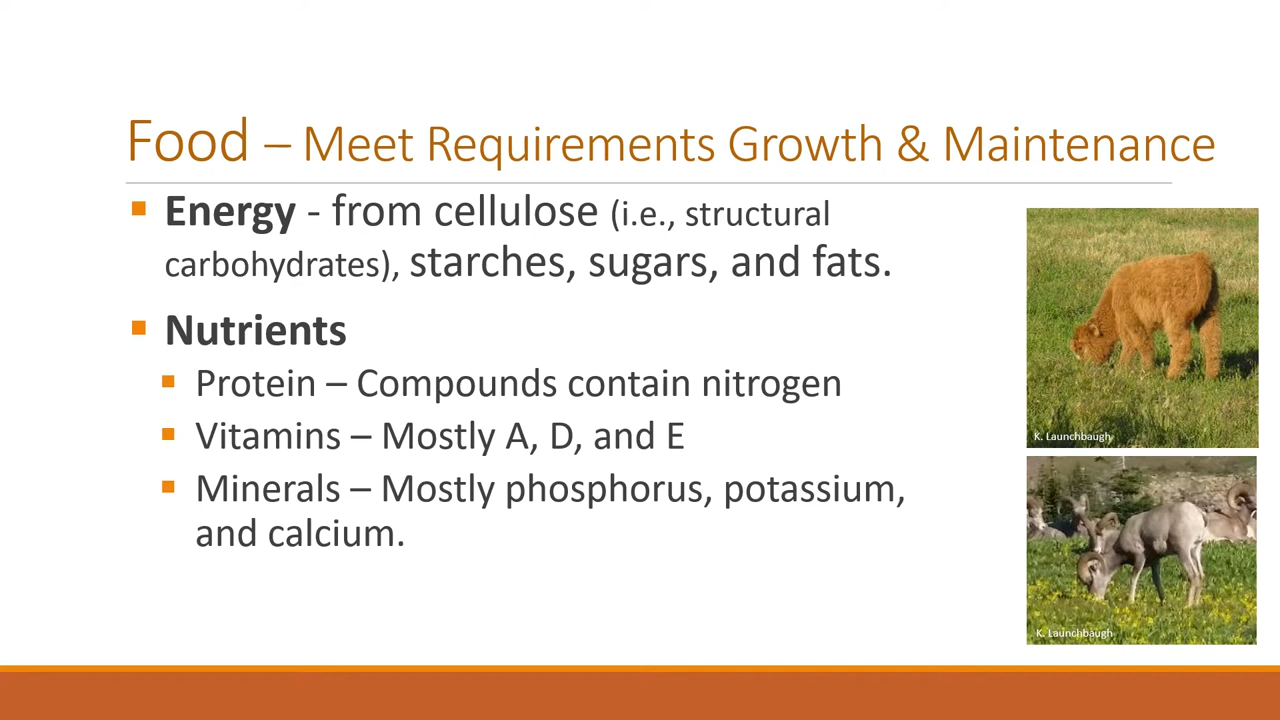 Food – Meet Requirements Growth & Maintenance
Energy - from cellulose (i.e., structural
carbohydrates), starches, sugars, and fats.
Nutrients
Protein – Compounds contain nitrogen
Vitamins – Mostly A, D, and E
Minerals – Mostly phosphorus, potassium,
and calcium.
K. Launchbaugh
K. Launchbaugh